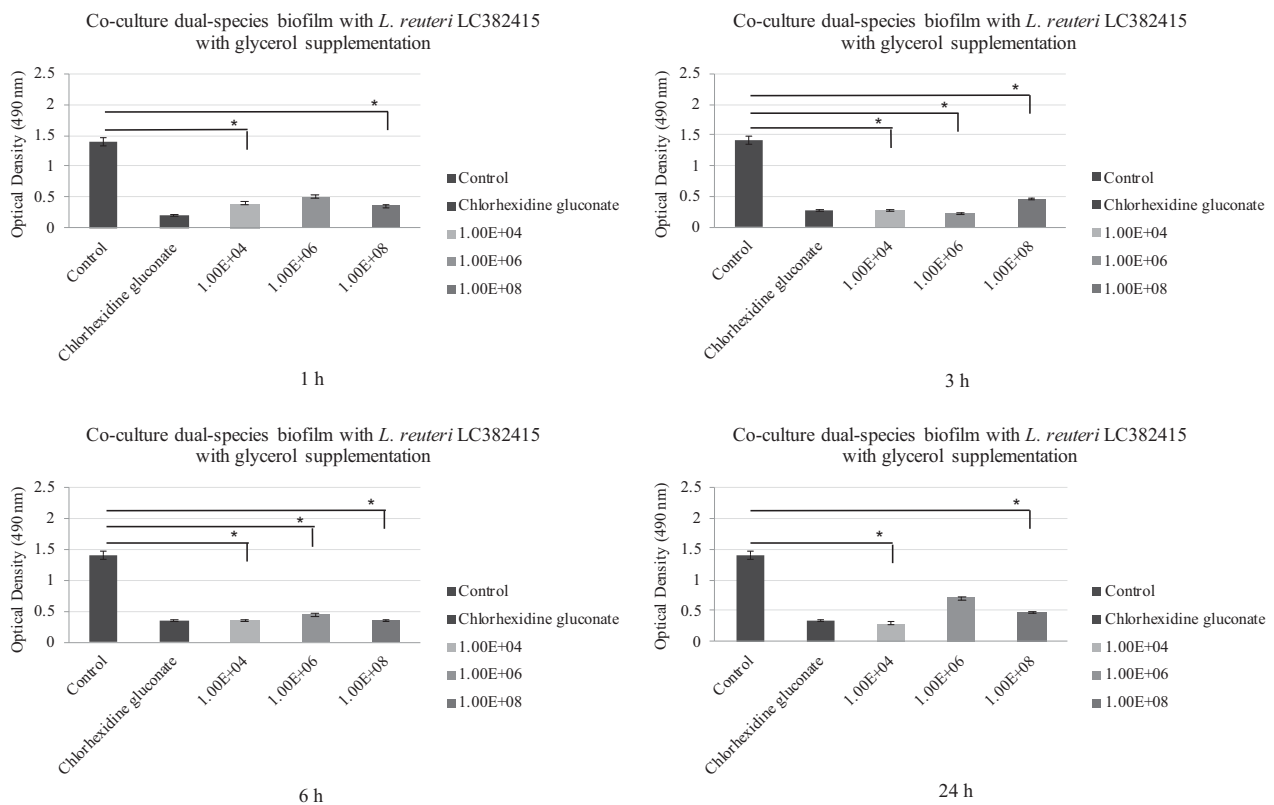 Co-culture dual-species biofilm with L. reuteri LC382415
with glycerol supplementation
Optical Density (490 nm)
2.5
2
1.5
1
0.5
0
*
*
Control
Chlorhexidine gluconate
1.00E+04
1.00E+06
1.00E+08
Control
Chlorhexidine gluconate
1.00E+04
1.00E+06
1.00E+08
1 h
Co-culture dual-species biofilm with L. reuteri LC382415
with glycerol supplementation
Optical Density (490 nm)
2.5
2
1.5
1
0.5
0
*
*
*
Control
Chlorhexidine gluconate
1.00E+04
1.00E+06
1.00E+08
Control
Chlorhexidine gluconate
1.00E+04
1.00E+06
1.00E+08
3 h
Co-culture dual-species biofilm with L. reuteri LC382415
with glycerol supplementation
Optical Density (490 nm)
2.5
2
1.5
1
0.5
0
*
*
*
Control
Chlorhexidine gluconate
1.00E+04
1.00E+06
1.00E+08
Control
Chlorhexidine gluconate
1.00E+04
1.00E+06
1.00E+08
6 h
Co-culture dual-species biofilm with L. reuteri LC382415
with glycerol supplementation
Optical Density (490 nm)
2.5
2
1.5
1
0.5
0
*
*
Control
Chlorhexidine gluconate
1.00E+04
1.00E+06
1.00E+08
Control
Chlorhexidine gluconate
1.00E+04
1.00E+06
1.00E+08
24 h